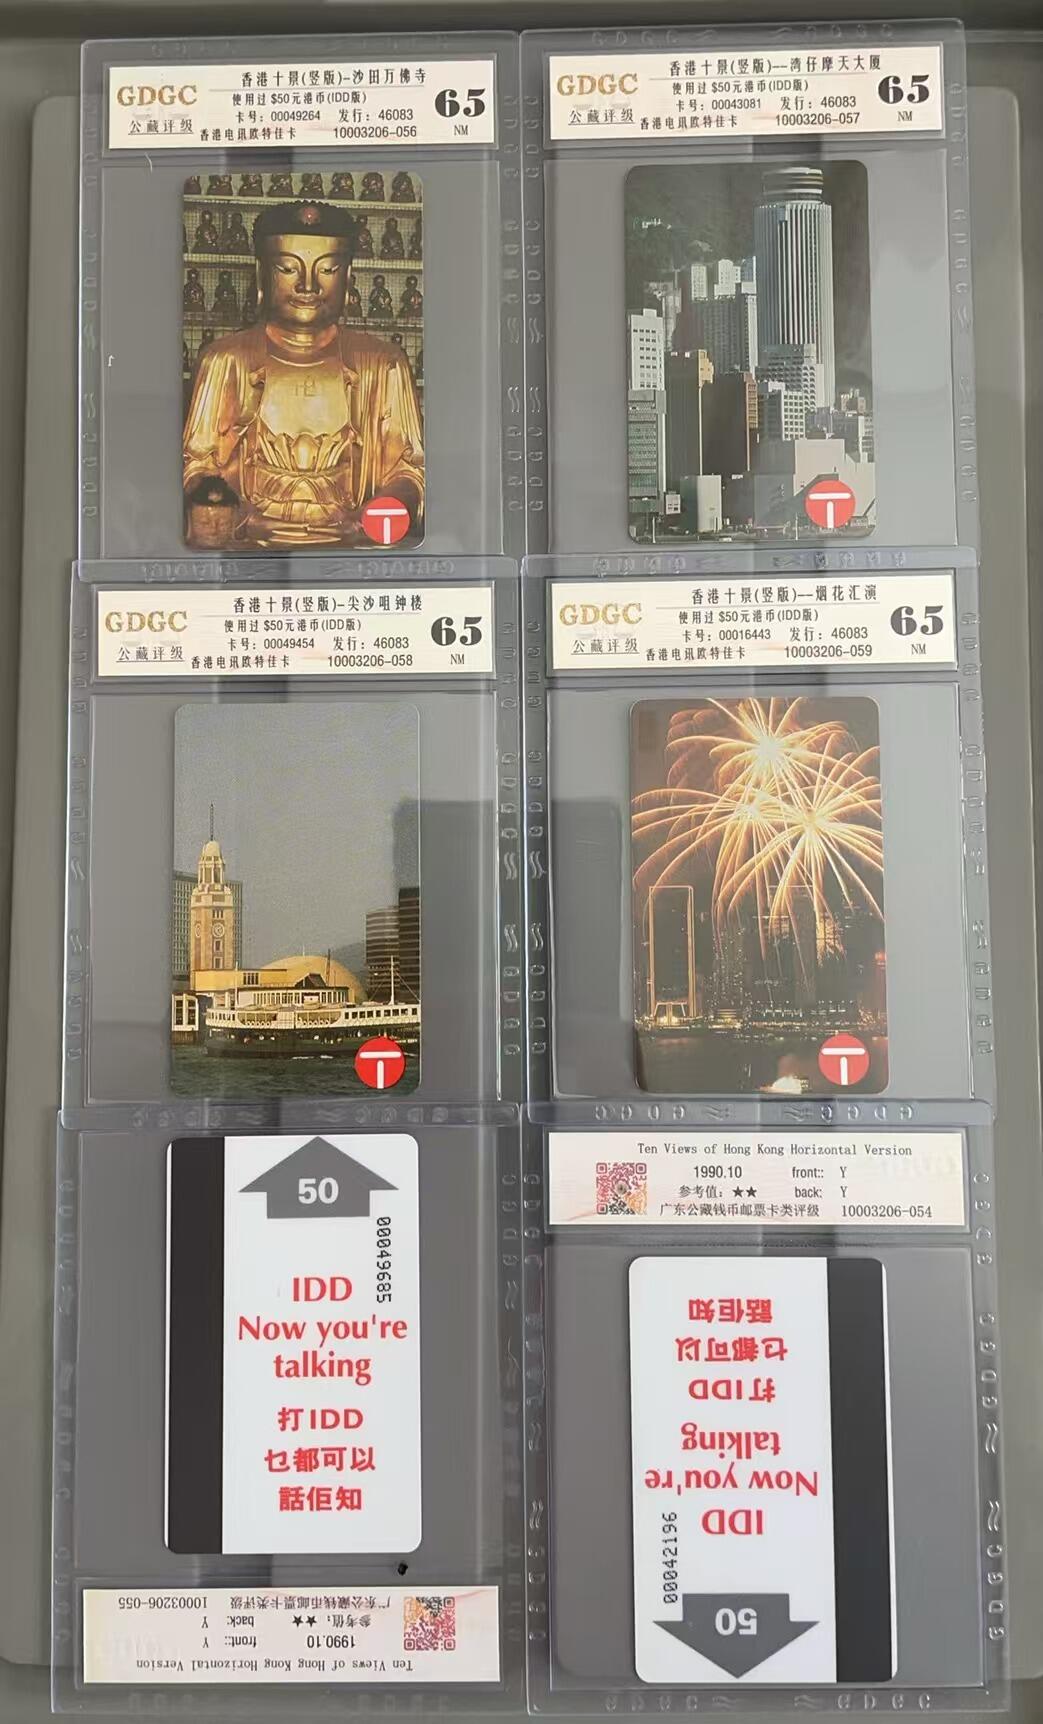 香港十景(竖版)-沙田万佛寺
GDGC
使用过 $50元港币(IDD版)
65
卡号：00049264 发行：46083
公藏评级
香港电讯欧特佳卡 10003206-056
NM
香港十景(竖版)--湾仔摩天大厦
GDGC
使用过 $50元港币(IDD版)
65
卡号：00043081 发行：46083
公藏评级
香港电讯欧特佳卡 10003206-057
NM
香港十景(竖版)-尖沙咀钟楼
GDGC
使用过 $50元港币(IDD版)
65
卡号：00049454 发行：46083
公藏评级
香港电讯欧特佳卡 10003206-058
NM
香港十景(竖版)--烟花汇演
GDGC
使用过 $50元港币(IDD版)
65
卡号：00016443 发行：46083
公藏评级
香港电讯欧特佳卡 10003206-059
NM
50
00049685
IDD
Now you're
talking
打IDD
乜都可以
話佢知
Ten Views of Hong Kong Horizontal Version
1990.10 front:: Y
参考值：★★ back: Y
广东公藏钱币邮票卡类评级 10003206-055
Ten Views of Hong Kong Horizontal Version
1990.10 front:: Y
参考值：★★ back: Y
广东公藏钱币邮票卡类评级 10003206-054
50
00042196
IDD
Now you're
talking
打IDD
乜都可以
話佢知